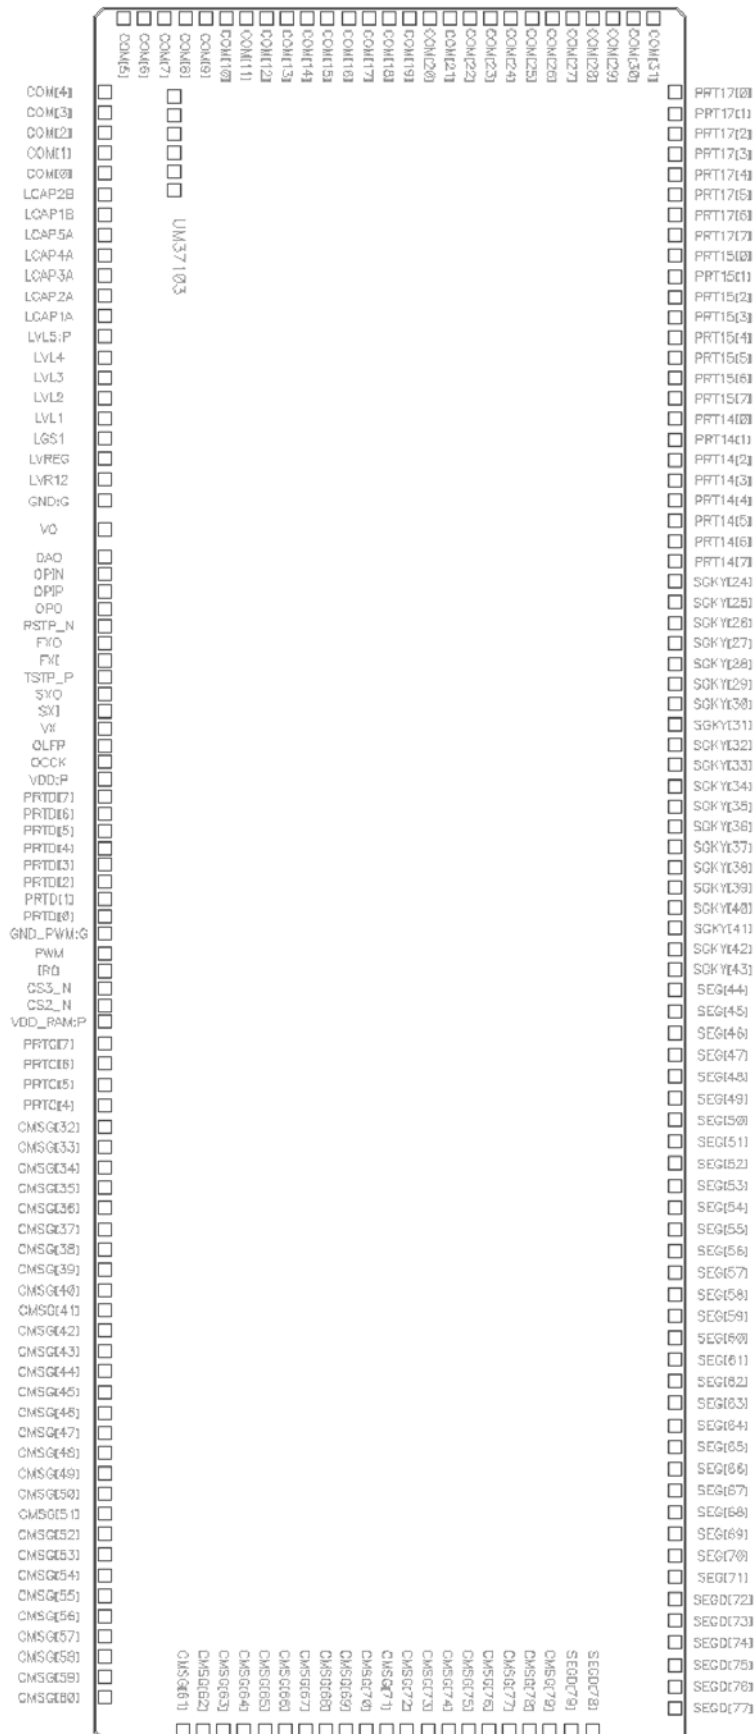 COM[5]
COM[6]
COM[7]
COM[8]
COM[9]
COM[10]
COM[11]
COM[12]
COM[13]
COM[14]
COM[15]
COM[16]
COM[17]
COM[18]
COM[19]
COM[20]
COM[21]
COM[22]
COM[23]
COM[24]
COM[25]
COM[26]
COM[27]
COM[28]
COM[29]
COM[30]
COM[31]
COM[4]
COM[3]
COM[2]
COM[1]
COM[0]
LCAP2B
LCAP1B
LCAP5A
LCAP4A
LCAP3A
LCAP2A
LCAP1A
LVL5:P
LVL4
LVL3
LVL2
LVL1
LGS1
LVREG
LVR12
GND:G
VO
DAO
OPIN
OPIP
OPO
RSTP_N
FXO
FXI
TSTP_P
SXO
SXI
VX
OLFR
OCCK
VDD:P
PRTD[7]
PRTD[6]
PRTD[5]
PRTD[4]
PRTD[3]
PRTD[2]
PRTD[1]
PRTD[0]
GND_PWM:G
PWM
IRQ
CS3_N
CS2_N
VDD_RAM:P
PRTC[7]
PRTC[6]
PRTC[5]
PRTC[4]
CMSG[32]
CMSG[33]
CMSG[34]
CMSG[35]
CMSG[36]
CMSG[37]
CMSG[38]
CMSG[39]
CMSG[40]
CMSG[41]
CMSG[42]
CMSG[43]
CMSG[44]
CMSG[45]
CMSG[46]
CMSG[47]
CMSG[48]
CMSG[49]
CMSG[50]
CMSG[51]
CMSG[52]
CMSG[53]
CMSG[54]
CMSG[55]
CMSG[56]
CMSG[57]
CMSG[58]
CMSG[59]
CMSG[60]
UM37103
PRT17[0]
PRT17[1]
PRT17[2]
PRT17[3]
PRT17[4]
PRT17[5]
PRT17[6]
PRT17[7]
PRT15[0]
PRT15[1]
PRT15[2]
PRT15[3]
PRT15[4]
PRT15[5]
PRT15[6]
PRT15[7]
PRT14[0]
PRT14[1]
PRT14[2]
PRT14[3]
PRT14[4]
PRT14[5]
PRT14[6]
PRT14[7]
SGKY[24]
SGKY[25]
SGKY[26]
SGKY[27]
SGKY[28]
SGKY[29]
SGKY[30]
SGKY[31]
SGKY[32]
SGKY[33]
SGKY[34]
SGKY[35]
SGKY[36]
SGKY[37]
SGKY[38]
SGKY[39]
SGKY[40]
SGKY[41]
SGKY[42]
SGKY[43]
SEG[44]
SEG[45]
SEG[46]
SEG[47]
SEG[48]
SEG[49]
SEG[50]
SEG[51]
SEG[52]
SEG[53]
SEG[54]
SEG[55]
SEG[56]
SEG[57]
SEG[58]
SEG[59]
SEG[60]
SEG[61]
SEG[62]
SEG[63]
SEG[64]
SEG[65]
SEG[66]
SEG[67]
SEG[68]
SEG[69]
SEG[70]
SEG[71]
SEGD[72]
SEGD[73]
SEGD[74]
SEGD[75]
SEGD[76]
SEGD[77]
CMSG[61]
CMSG[62]
CMSG[63]
CMSG[64]
CMSG[65]
CMSG[66]
CMSG[67]
CMSG[68]
CMSG[69]
CMSG[70]
CMSG[71]
CMSG[72]
CMSG[73]
CMSG[74]
CMSG[75]
CMSG[76]
CMSG[77]
CMSG[78]
CMSG[79]
SEGD[79]
SEGD[78]